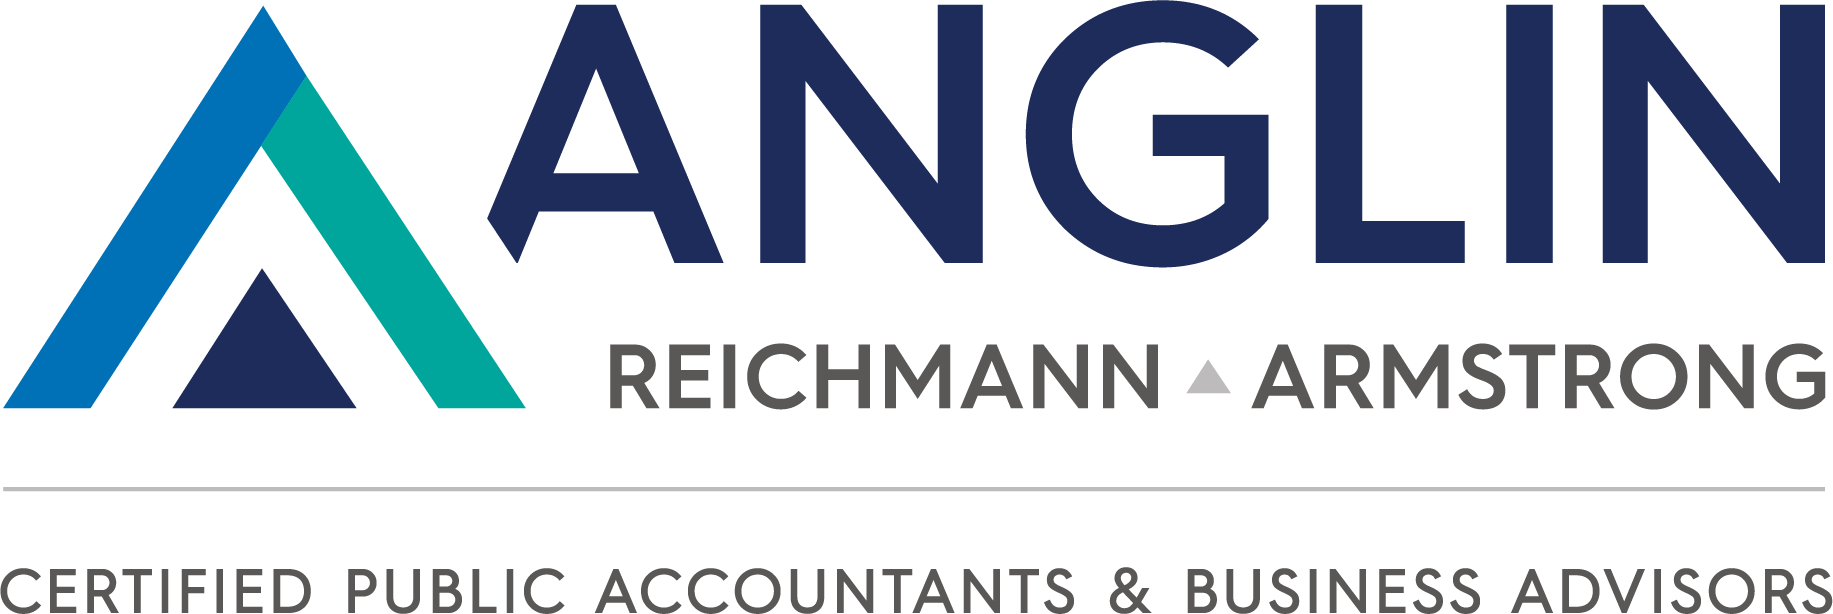 ANGLIN
REICHMANN ARMSTRONG
CERTIFIED PUBLIC ACCOUNTANTS & BUSINESS ADVISORS